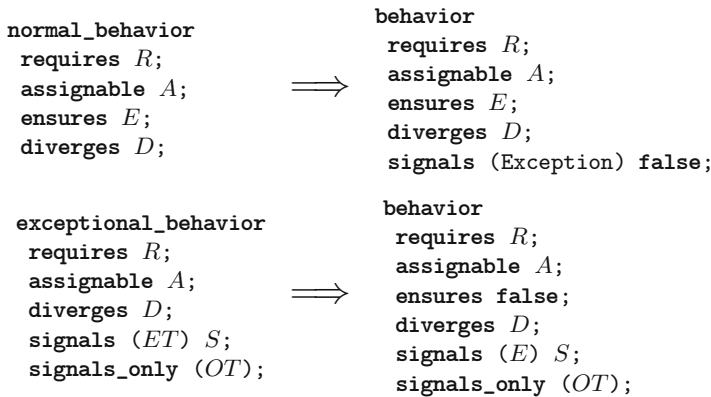 normal_behavior
requires R;
assignable A;
ensures E;
diverges D;
⟹
behavior
requires R;
assignable A;
ensures E;
diverges D;
signals (Exception) false;
exceptional_behavior
requires R;
assignable A;
diverges D;
signals (ET) S;
signals_only (OT);
⟹
behavior
requires R;
assignable A;
ensures false;
diverges D;
signals (E) S;
signals_only (OT);